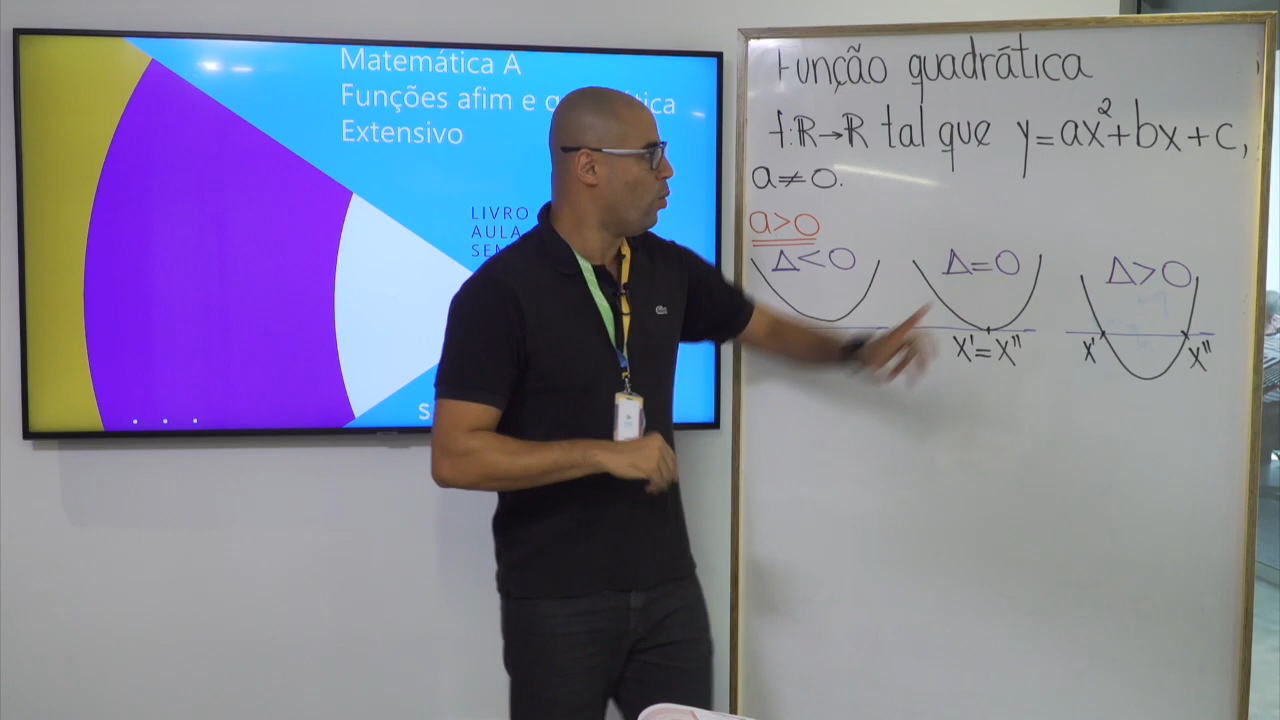 Matemática A
Funções afim e
Extensivo
LIVRO
AULA
Função quadrática
f:ℝ→ℝ tal que y=ax²+bx+c,
a≠0.
a>0
Δ<0 Δ=0 Δ>0
x'=x" x' x"